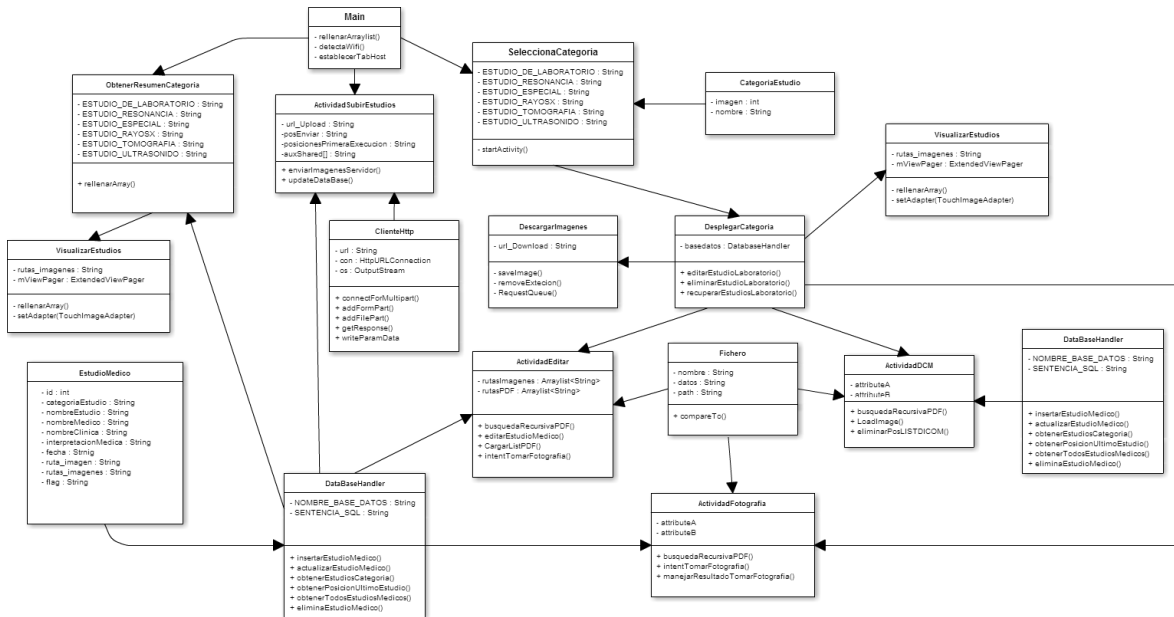 Main
- rellenarArraylist()
- detectaWifi()
- establecerTabHost
SeleccionaCategoria
- ESTUDIO_DE_LABORATORIO : String
- ESTUDIO_RESONANCIA : String
- ESTUDIO_ESPECIAL : String
- ESTUDIO_RAYOSX : String
- ESTUDIO_TOMOGRAFIA : String
- ESTUDIO_ULTRASONIDO : String
- startActivity()
CategoriaEstudio
- imagen : int
- nombre : String
ObtenerResumenCategoria
- ESTUDIO_DE_LABORATORIO : String
- ESTUDIO_RESONANCIA : String
- ESTUDIO_ESPECIAL : String
- ESTUDIO_RAYOSX : String
- ESTUDIO_TOMOGRAFIA : String
- ESTUDIO_ULTRASONIDO : String
+ rellenarArray()
ActividadSubirEstudios
- url_Upload : String
-posEnviar : String
-posicionesPrimeraExecucion : String
-auxShared[] : String
+ enviarImagenesServidor()
+ updateDataBase()
VisualizarEstudios
- rutas_imagenes : String
- mViewPager : ExtendedViewPager
- rellenarArray()
- setAdapter(TouchImageAdapter)
VisualizarEstudios
- rutas_imagenes : String
- mViewPager : ExtendedViewPager
- rellenarArray()
- setAdapter(TouchImageAdapter)
ClienteHttp
- url : String
- con : HttpURLConnection
- os : OutputStream
+ connectForMultipart()
+ addFormPart()
+ addFilePart()
+ getResponse()
+ writeParamData
DescargarImagenes
- url_Download : String
- saveImage()
- removeExtecion()
- RequestQueue()
DesplegarCategoria
- basedatos : DatabaseHandler
+ editarEstudioLaboratorio()
+ eliminarEstudioLaboratorio()
+ recuperarEstudiosLaboratorio()
EstudioMedico
- id : int
- categoriaEstudio : String
- nombreEstudio : String
- nombreMedico : String
- nombreClinica : String
- interpretacionMedica : String
- fecha : Strnig
- ruta_imagen : String
- rutas_imagenes : String
- flag : String
ActividadEditar
- rutasImagenes : Arraylist<String>
- rutasPDF : Arraylist<String>
+ busquedaRecursivaPDF()
+ editarEstudioMedico()
+ CargarListPDF()
+ intentTomarFotografia()
Fichero
- nombre : String
- datos : String
- path : String
+ compareTo()
ActividadDCM
- attributeA
- attributeB
+ busquedaRecursivaPDF()
+ LoadImage()
+ eliminarPosLISTDICOM()
DataBaseHandler
- NOMBRE_BASE_DATOS : String
- SENTENCIA_SQL : String
+ insertarEstudioMedico()
+ actualizarEstudioMedico()
+ obtenerEstudiosCategoria()
+ obtenerPosicionUltimoEstudio()
+ obtenerTodosEstudiosMedicos()
+ eliminaEstudioMedico()
DataBaseHandler
- NOMBRE_BASE_DATOS : String
- SENTENCIA_SQL : String
+ insertarEstudioMedico()
+ actualizarEstudioMedico()
+ obtenerEstudiosCategoria()
+ obtenerPosicionUltimoEstudio()
+ obtenerTodosEstudiosMedicos()
+ eliminaEstudioMedico()
ActividadFotografia
- attributeA
- attributeB
+ busquedaRecursivaPDF()
+ intentTomarFotografia()
+ manejarResultadoTomarFotografia()